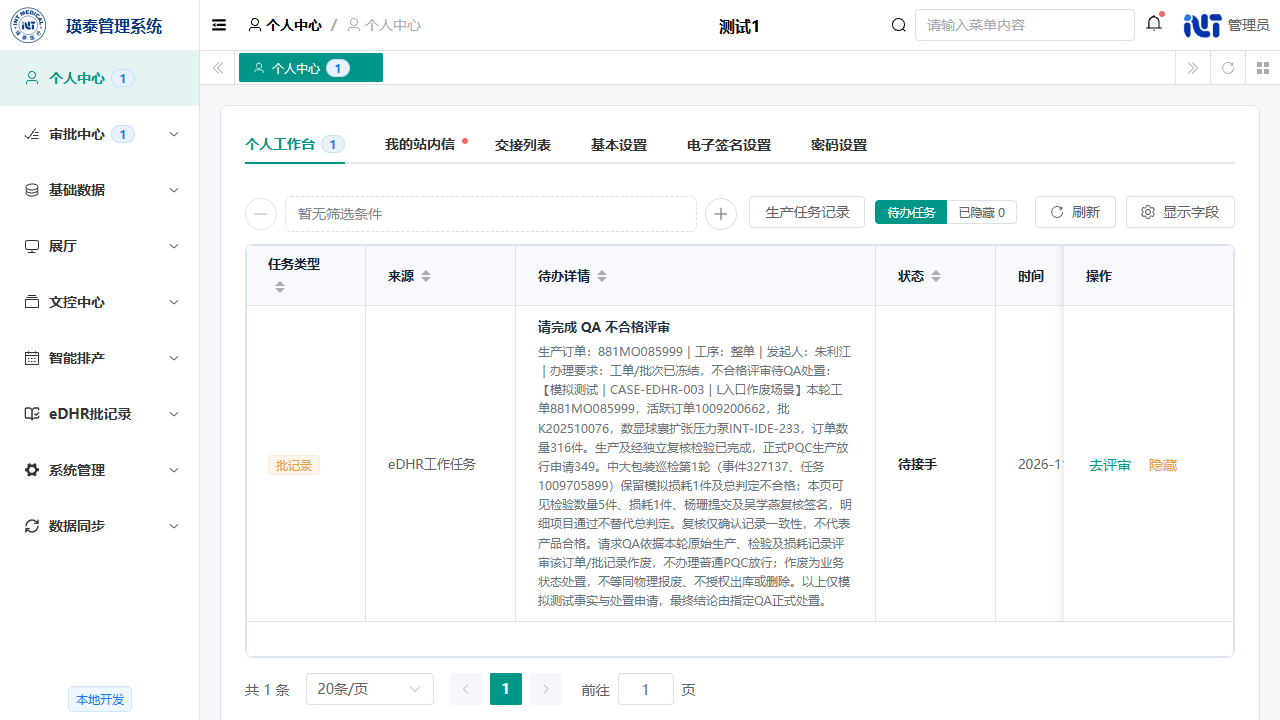 瑛泰管理系统
个人中心 / 个人中心
测试1
请输入菜单内容
管理员
个人中心 1
个人中心 1
审批中心 1
基础数据
展厅
文控中心
智能排产
eDHR批记录
系统管理
数据同步
本地开发
个人工作台 1
我的站内信
交接列表
基本设置
电子签名设置
密码设置
暂无筛选条件
生产任务记录
待办任务
已隐藏 0
刷新
显示字段
任务类型
来源
待办详情
状态
时间
操作
批记录
eDHR工作任务
请完成 QA 不合格评审
生产订单：881MO085999 | 工序：整单 | 发起人：朱利江
| 办理要求：工单/批次已冻结，不合格评审待QA处置：
【模拟测试 | CASE-EDHR-003 | L入口作废场景】本轮工
单881MO085999，活跃订单1009200662，批
K202510076，数显球囊扩张压力泵INT-IDE-233，订单数
量316件。生产及经独立复核检验已完成，正式PQC生产放
行申请349。中大包装巡检第1轮（事件327137、任务
1009705899）保留模拟损耗1件及总判定不合格；本页可
见检验数量5件、损耗1件、杨珊提交及吴学燕复核签名，明
细项目通过不替代总判定。复核仅确认记录一致性，不代表
产品合格。请求QA依据本轮原始生产、检验及损耗记录评
审该订单/批记录作废，不办理普通PQC放行；作废为业务
状态处置，不等同物理报废、不授权出库或删除。以上仅模
拟测试事实与处置申请，最终结论由指定QA正式处置。
待接手
2026-1
去评审
隐藏
共 1 条
20条/页
1
前往 1 页